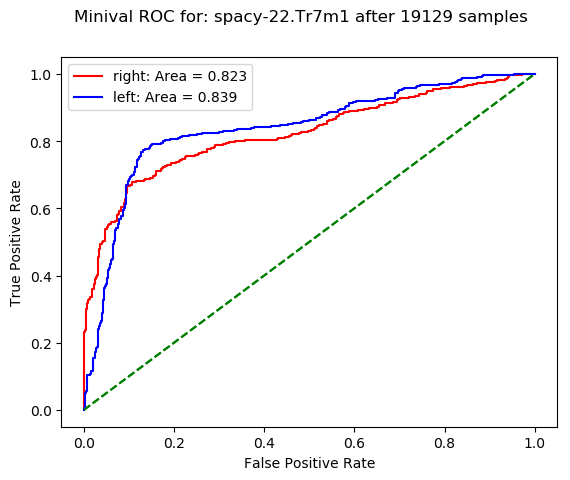 Minival ROC for: spacy-22.Tr7m1 after 19129 samples
right: Area = 0.823
left: Area = 0.839
True Positive Rate
1.0
0.8
0.6
0.4
0.2
0.0
0.0 0.2 0.4 0.6 0.8 1.0
False Positive Rate